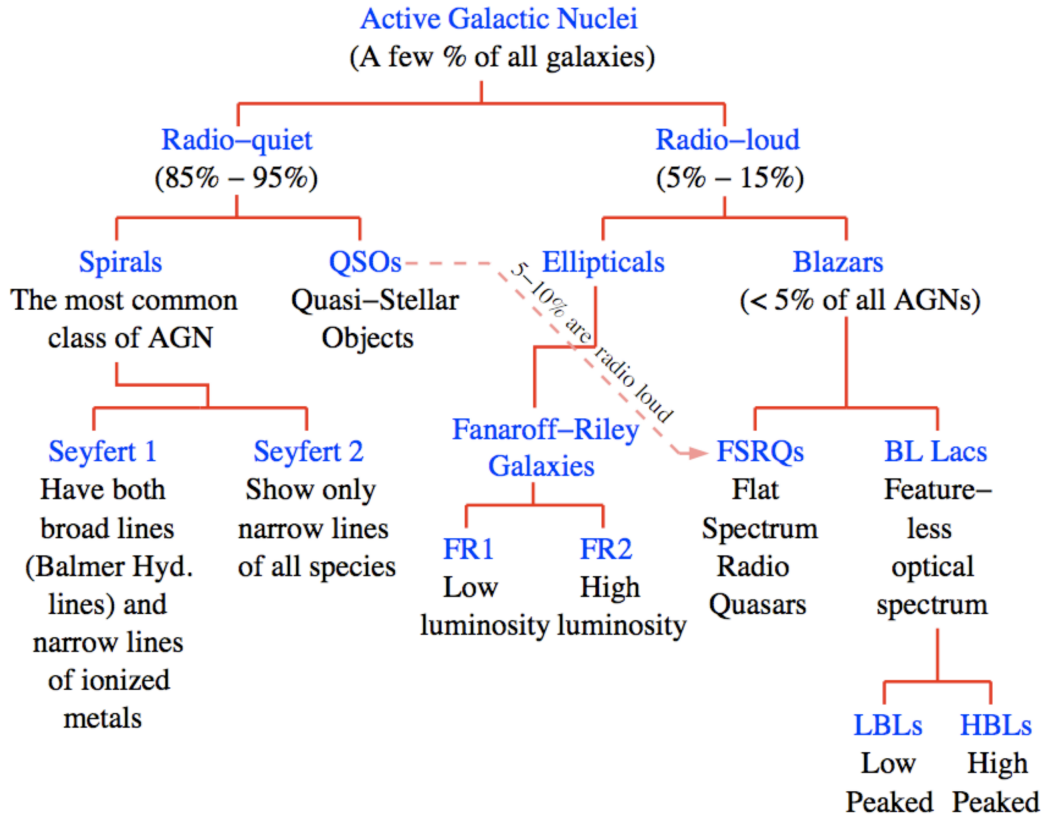 Active Galactic Nuclei
(A few % of all galaxies)
Radio–quiet
(85% – 95%)
Radio–loud
(5% – 15%)
Spirals
The most common
class of AGN
QSOs
Quasi–Stellar
Objects
5–10% are radio loud
Ellipticals
Blazars
(< 5% of all AGNs)
Seyfert 1
Have both
broad lines
(Balmer Hyd.
lines) and
narrow lines
of ionized
metals
Seyfert 2
Show only
narrow lines
of all species
Fanaroff–Riley
Galaxies
FR1
Low
luminosity
FR2
High
luminosity
FSRQs
Flat
Spectrum
Radio
Quasars
BL Lacs
Feature–
less
optical
spectrum
LBLs
Low
Peaked
HBLs
High
Peaked